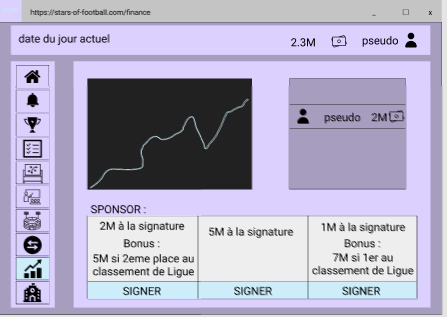 https://stars-of-football.com/finance
date du jour actuel
2.3M
pseudo
pseudo 2M
SPONSOR :
2M à la signature
Bonus :
5M si 2eme place au
classement de Ligue
SIGNER
5M à la signature
SIGNER
1M à la signature
Bonus :
7M si 1er au
classement de Ligue
SIGNER